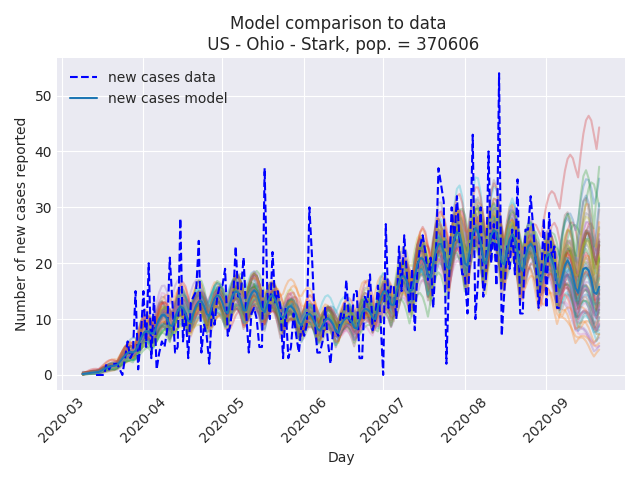 Model comparison to data
US - Ohio - Stark, pop. = 370606
new cases data
new cases model
Number of new cases reported
50
40
30
20
10
0
2020-03
2020-04
2020-05
2020-06
2020-07
2020-08
2020-09
Day